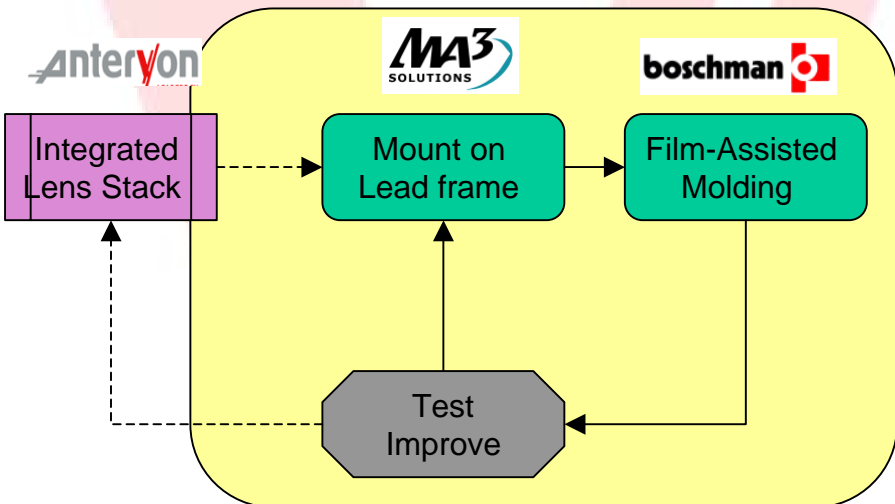 Anteryon
MA3
SOLUTIONS
boschman
Integrated
Lens Stack
Mount on
Lead frame
Film-Assisted
Molding
Test
Improve